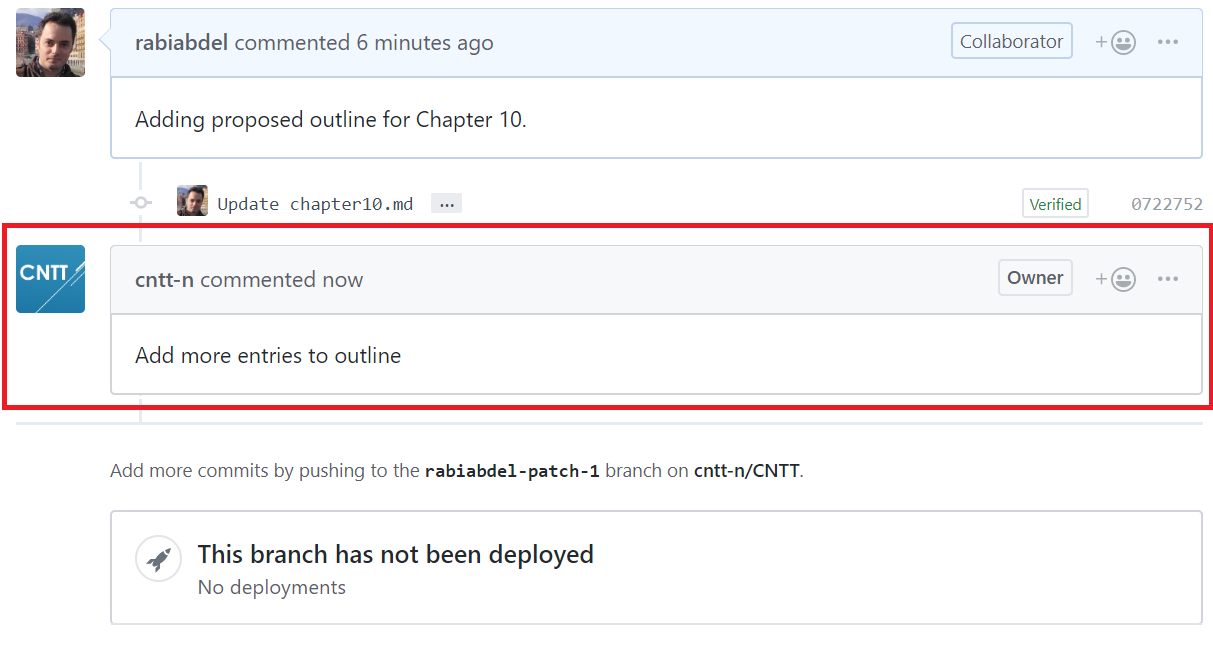 rabiabdel commented 6 minutes ago
Collaborator
Adding proposed outline for Chapter 10.
Update chapter10.md ...
Verified
0722752
CNTT
cntt-n commented now
Owner
Add more entries to outline
Add more commits by pushing to the rabiabdel-patch-1 branch on cntt-n/CNTT.
This branch has not been deployed
No deployments